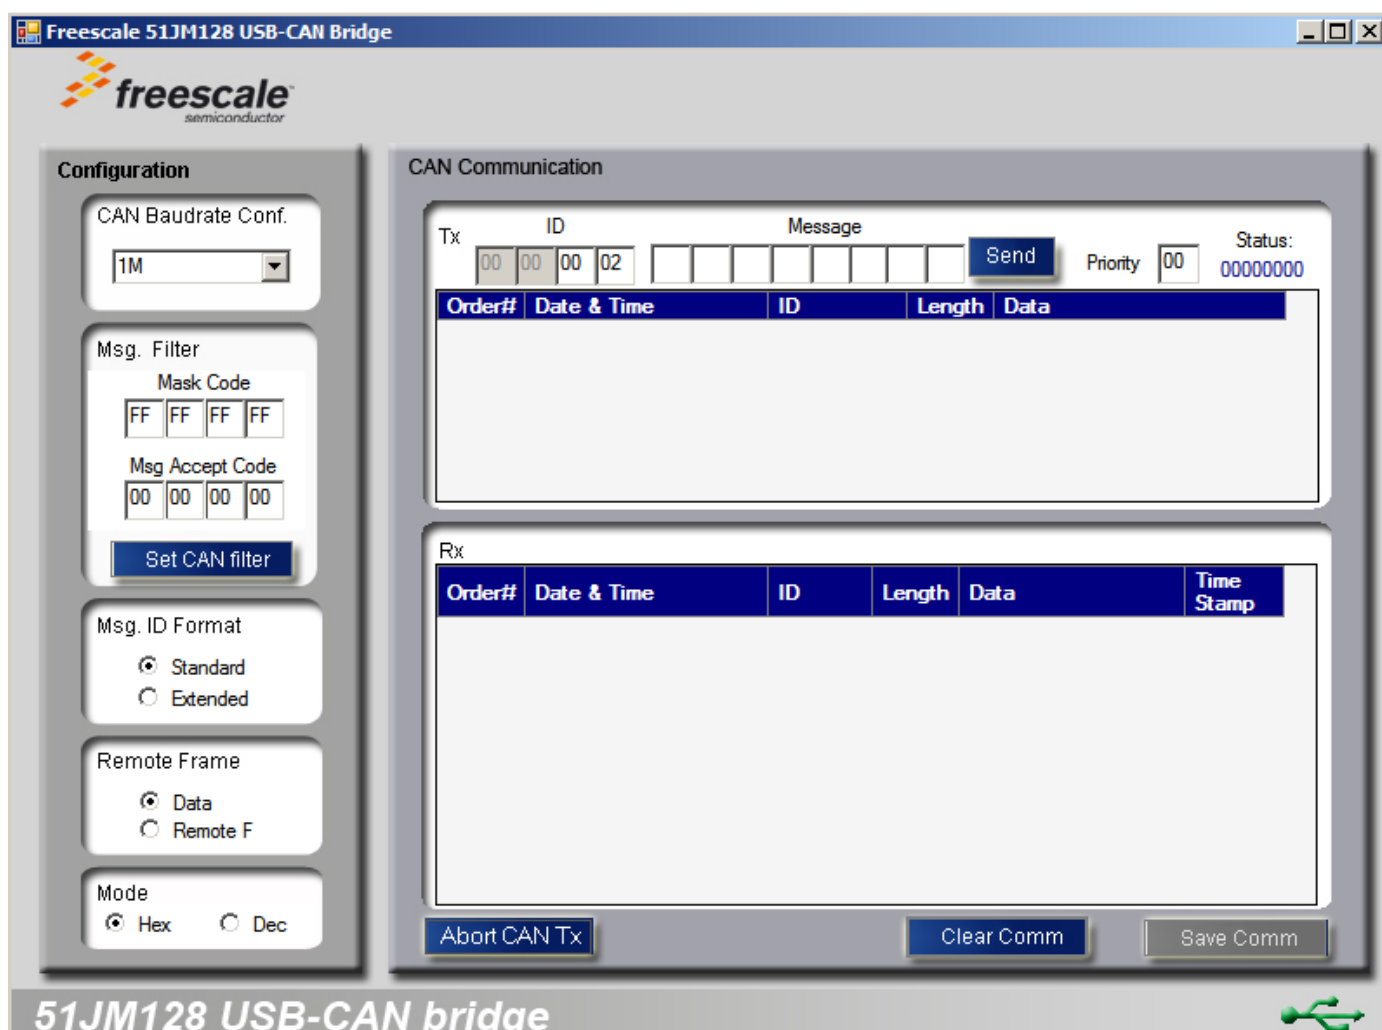 Freescale 51JM128 USB-CAN Bridge
freescale™
semiconductor
Configuration
CAN Baudrate Conf.
1M
Msg. Filter
Mask Code
FF FF FF FF
Msg Accept Code
00 00 00 00
Set CAN filter
Msg. ID Format
Standard
Extended
Remote Frame
Data
Remote F
Mode
Hex Dec
CAN Communication
Tx ID Message
00 00 00 02 Send Priority 00 Status:
00000000
Order# Date & Time ID Length Data
Rx
Order# Date & Time ID Length Data Time
Stamp
Abort CAN Tx Clear Comm Save Comm
51JM128 USB-CAN bridge